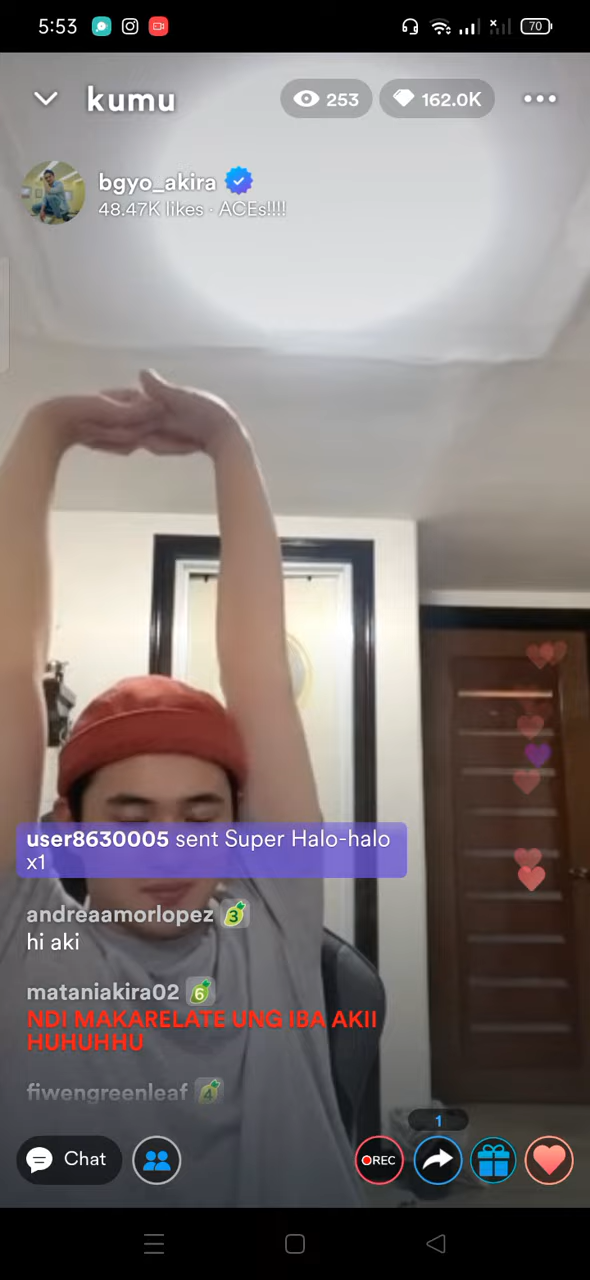 5:53
70
kumu
253
162.0K
bgyo_akira
48.47K likes · ACEs!!!!
user8630005 sent Super Halo-halo
x1
andreaamorlopez 3
hi aki
mataniakira02 6
NDI MAKARELATE UNG IBA AKII
HUHUHHU
fiwengreenleaf 4
1
Chat
REC